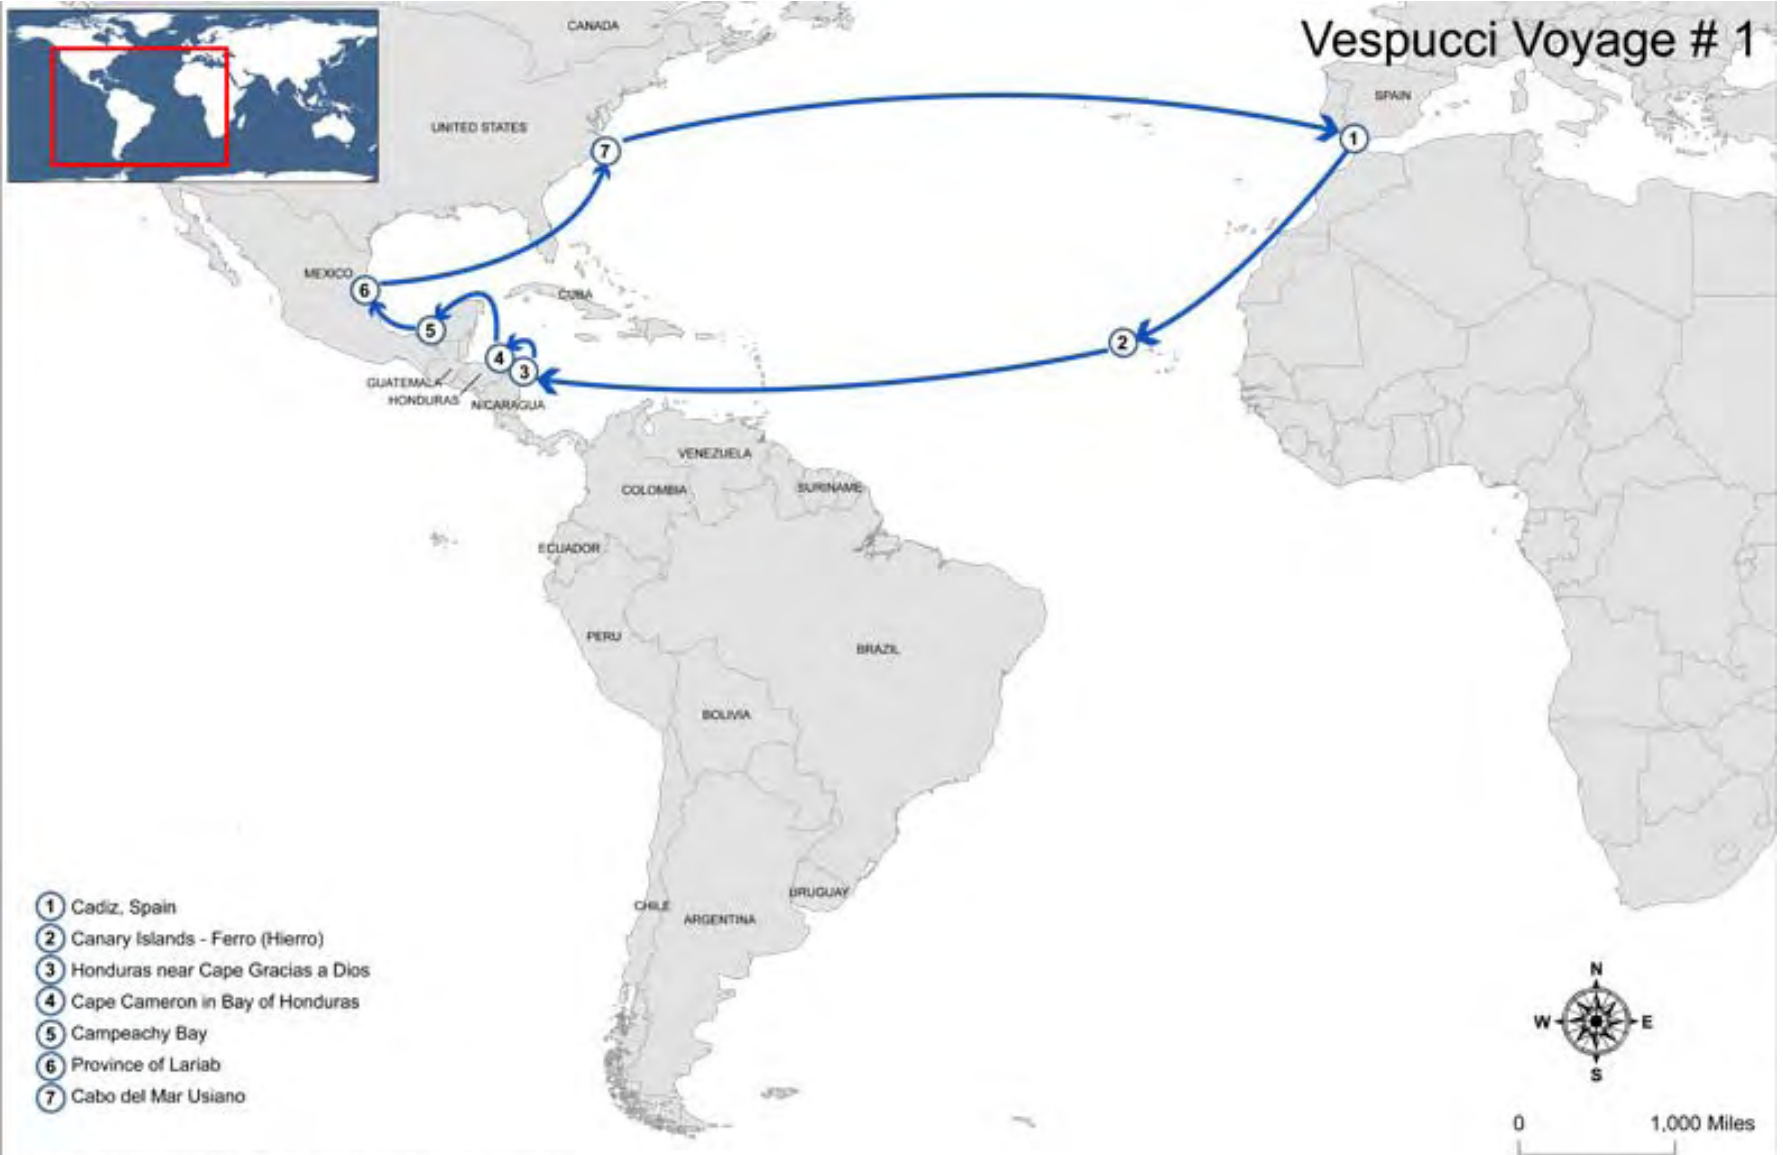 Vespucci Voyage # 1
CANADA
SPAIN
UNITED STATES
1
7
MEXICO
6
CUBA
5
2
4
3
GUATEMALA
HONDURAS
NICARAGUA
VENEZUELA
COLOMBIA
SURINAME
ECUADOR
PERU
BRAZIL
BOLIVIA
URUGUAY
CHILE
ARGENTINA
1 Cadiz, Spain
2 Canary Islands - Ferro (Hierro)
3 Honduras near Cape Gracias a Dios
4 Cape Cameron in Bay of Honduras
5 Campeachy Bay
6 Province of Lariab
7 Cabo del Mar Usiano
N
W E
S
0 1,000 Miles